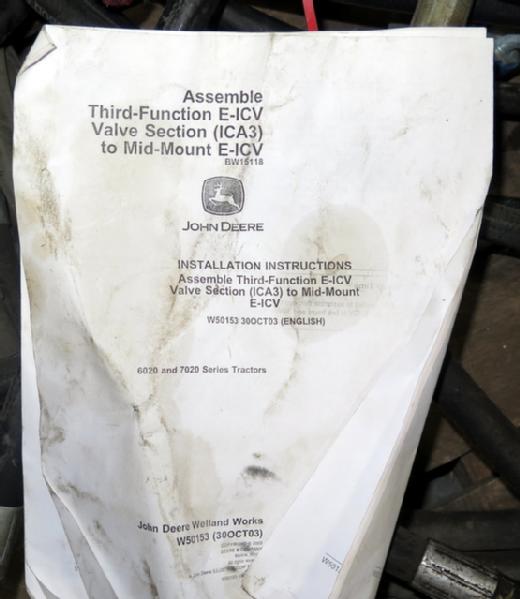 Assemble
Third-Function E-ICV
Valve Section (ICA3)
to Mid-Mount E-ICV
BW15118
JOHN DEERE
INSTALLATION INSTRUCTIONS
Assemble Third-Function E-ICV
Valve Section (ICA3) to Mid-Mount
E-ICV
W50153 30OCT03 (ENGLISH)
6020 and 7020 Series Tractors
John Deere Welland Works
W50153 (30OCT03)